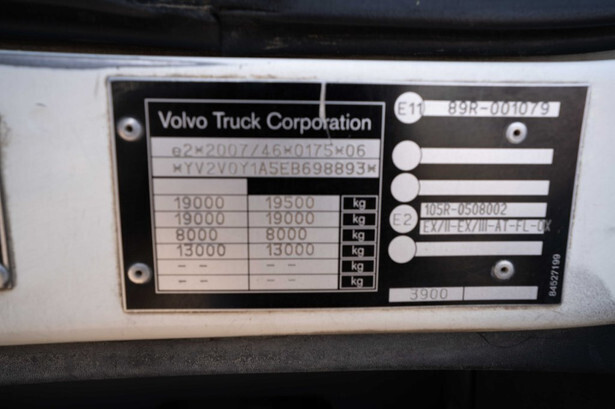 Volvo Truck Corporation
e2*2007/46*0175*06
*YV2V0Y1A5EB698893*
19000 19500 kg
19000 19000 kg
8000 8000 kg
13000 13000 kg
-- -- kg
-- -- kg
E11 89R-001079
E2 105R-0508002
EX/II-EX/III-AT-FL-OX
3900
84527199